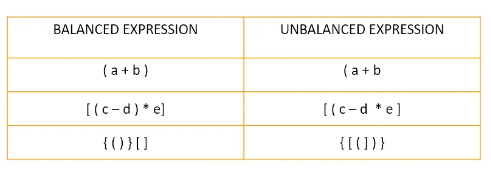 BALANCED EXPRESSION UNBALANCED EXPRESSION
( a + b ) ( a + b
[ ( c – d ) * e] [ ( c – d * e ]
{ ( ) } [ ] { [ ( ] ) }